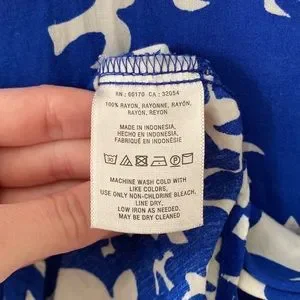 RN : 66170 CA : 32054
100% RAYON, RAYONNE, RAYÓN,
RAYON, REYON
MADE IN INDONESIA,
HECHO EN INDONESIA,
FABRIQUÉ EN INDONÉSIE
MACHINE WASH COLD WITH
LIKE COLORS,
USE ONLY NON-CHLORINE BLEACH,
LINE DRY,
LOW IRON AS NEEDED.
MAY BE DRY CLEANED